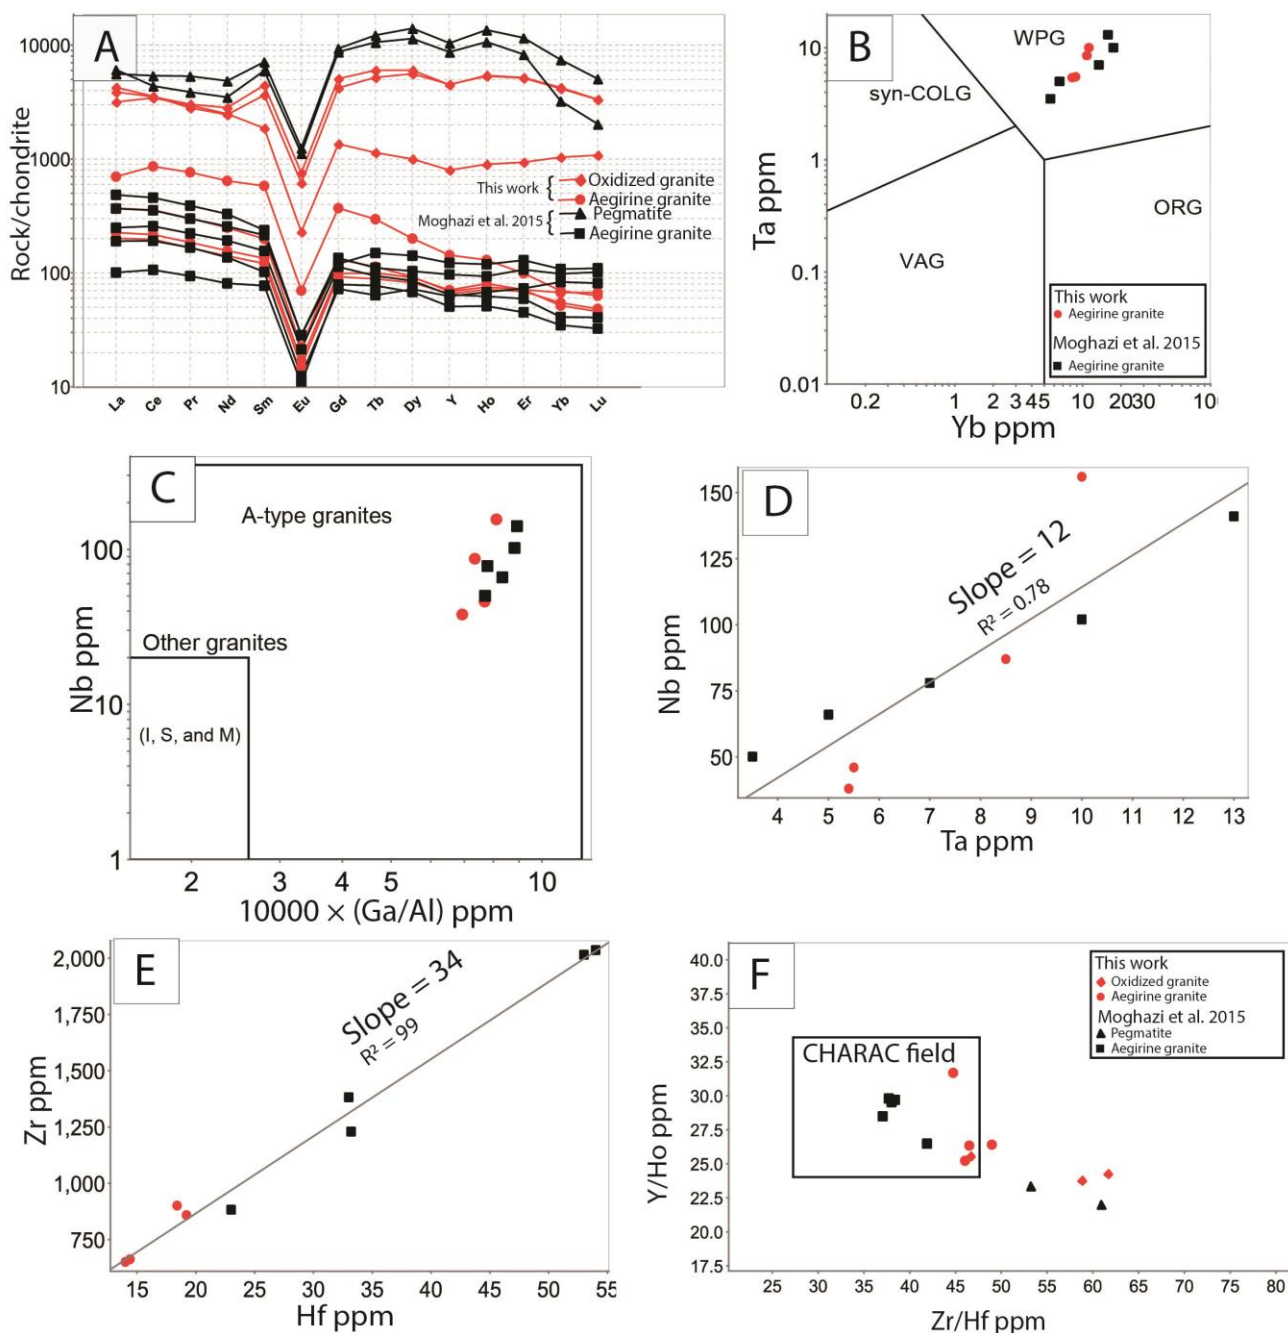 A
10000
1000
100
10
Rock/chondrite
This work
Oxidized granite
Aegirine granite
Moghazi et al. 2015
Pegmatite
Aegirine granite
La Ce Pr Nd Sm Eu Gd Tb Dy Y Ho Er Yb Lu
B
10
1
0.1
0.01
Ta ppm
WPG
syn-COLG
VAG
ORG
This work
Aegirine granite
Moghazi et al. 2015
Aegirine granite
0.2 1 2 3 4 5 10 20 30 10
Yb ppm
C
100
10
1
Nb ppm
A-type granites
Other granites
(I, S, and M)
2 3 4 5 10
10000 × (Ga/Al) ppm
D
150
125
100
75
50
Nb ppm
Slope = 12
R² = 0.78
4 5 6 7 8 9 10 11 12 13
Ta ppm
E
2,000
1,750
1,500
1,250
1,000
750
Zr ppm
Slope = 34
R² = 99
15 20 25 30 35 40 45 50 55
Hf ppm
F
40.0
37.5
35.0
32.5
30.0
27.5
25.0
22.5
20.0
17.5
Y/Ho ppm
CHARAC field
This work
Oxidized granite
Aegirine granite
Moghazi et al. 2015
Pegmatite
Aegirine granite
25 30 35 40 45 50 55 60 65 70 75 80
Zr/Hf ppm